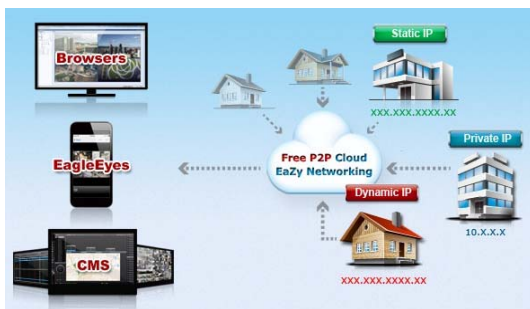 Browsers
EagleEyes
CMS
Static IP
XXX.XXX.XXXX.XX
Free P2P Cloud
EaZy Networking
Private IP
10.X.X.X
Dynamic IP
XXX.XXX.XXXX.XX